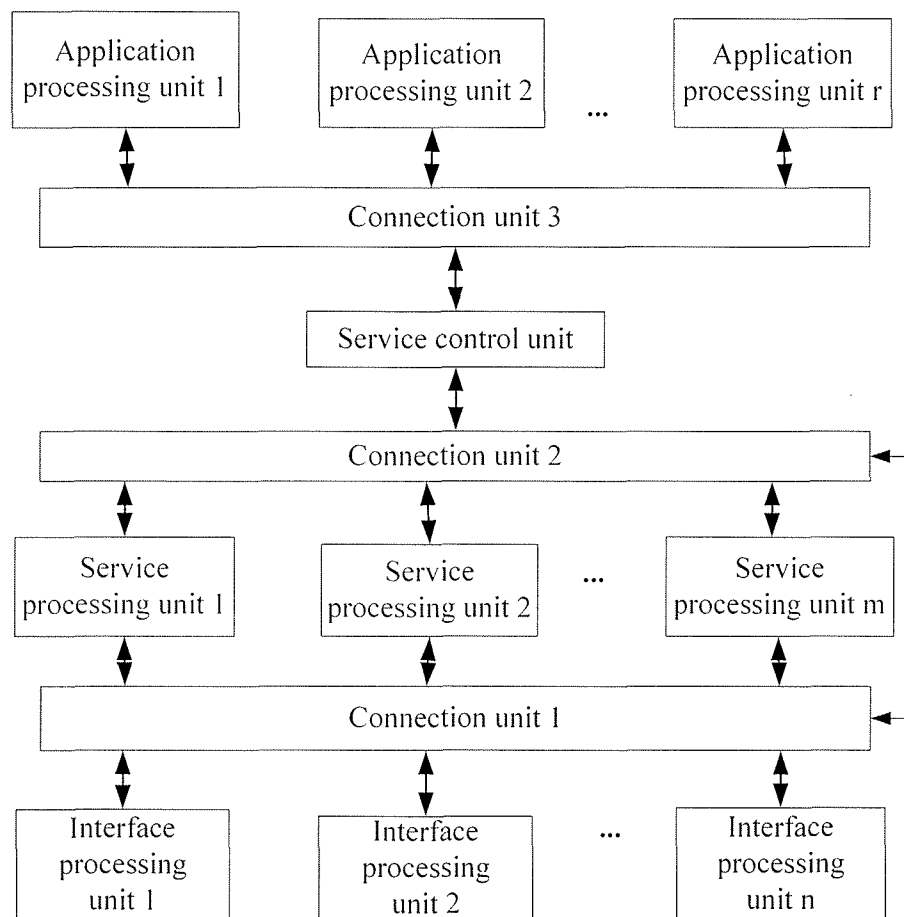 Application
processing unit 1
Application
processing unit 2
...
Application
processing unit r
Connection unit 3
Service control unit
Connection unit 2
Service
processing unit 1
Service
processing unit 2
...
Service
processing unit m
Connection unit 1
Interface
processing
unit 1
Interface
processing
unit 2
...
Interface
processing
unit n